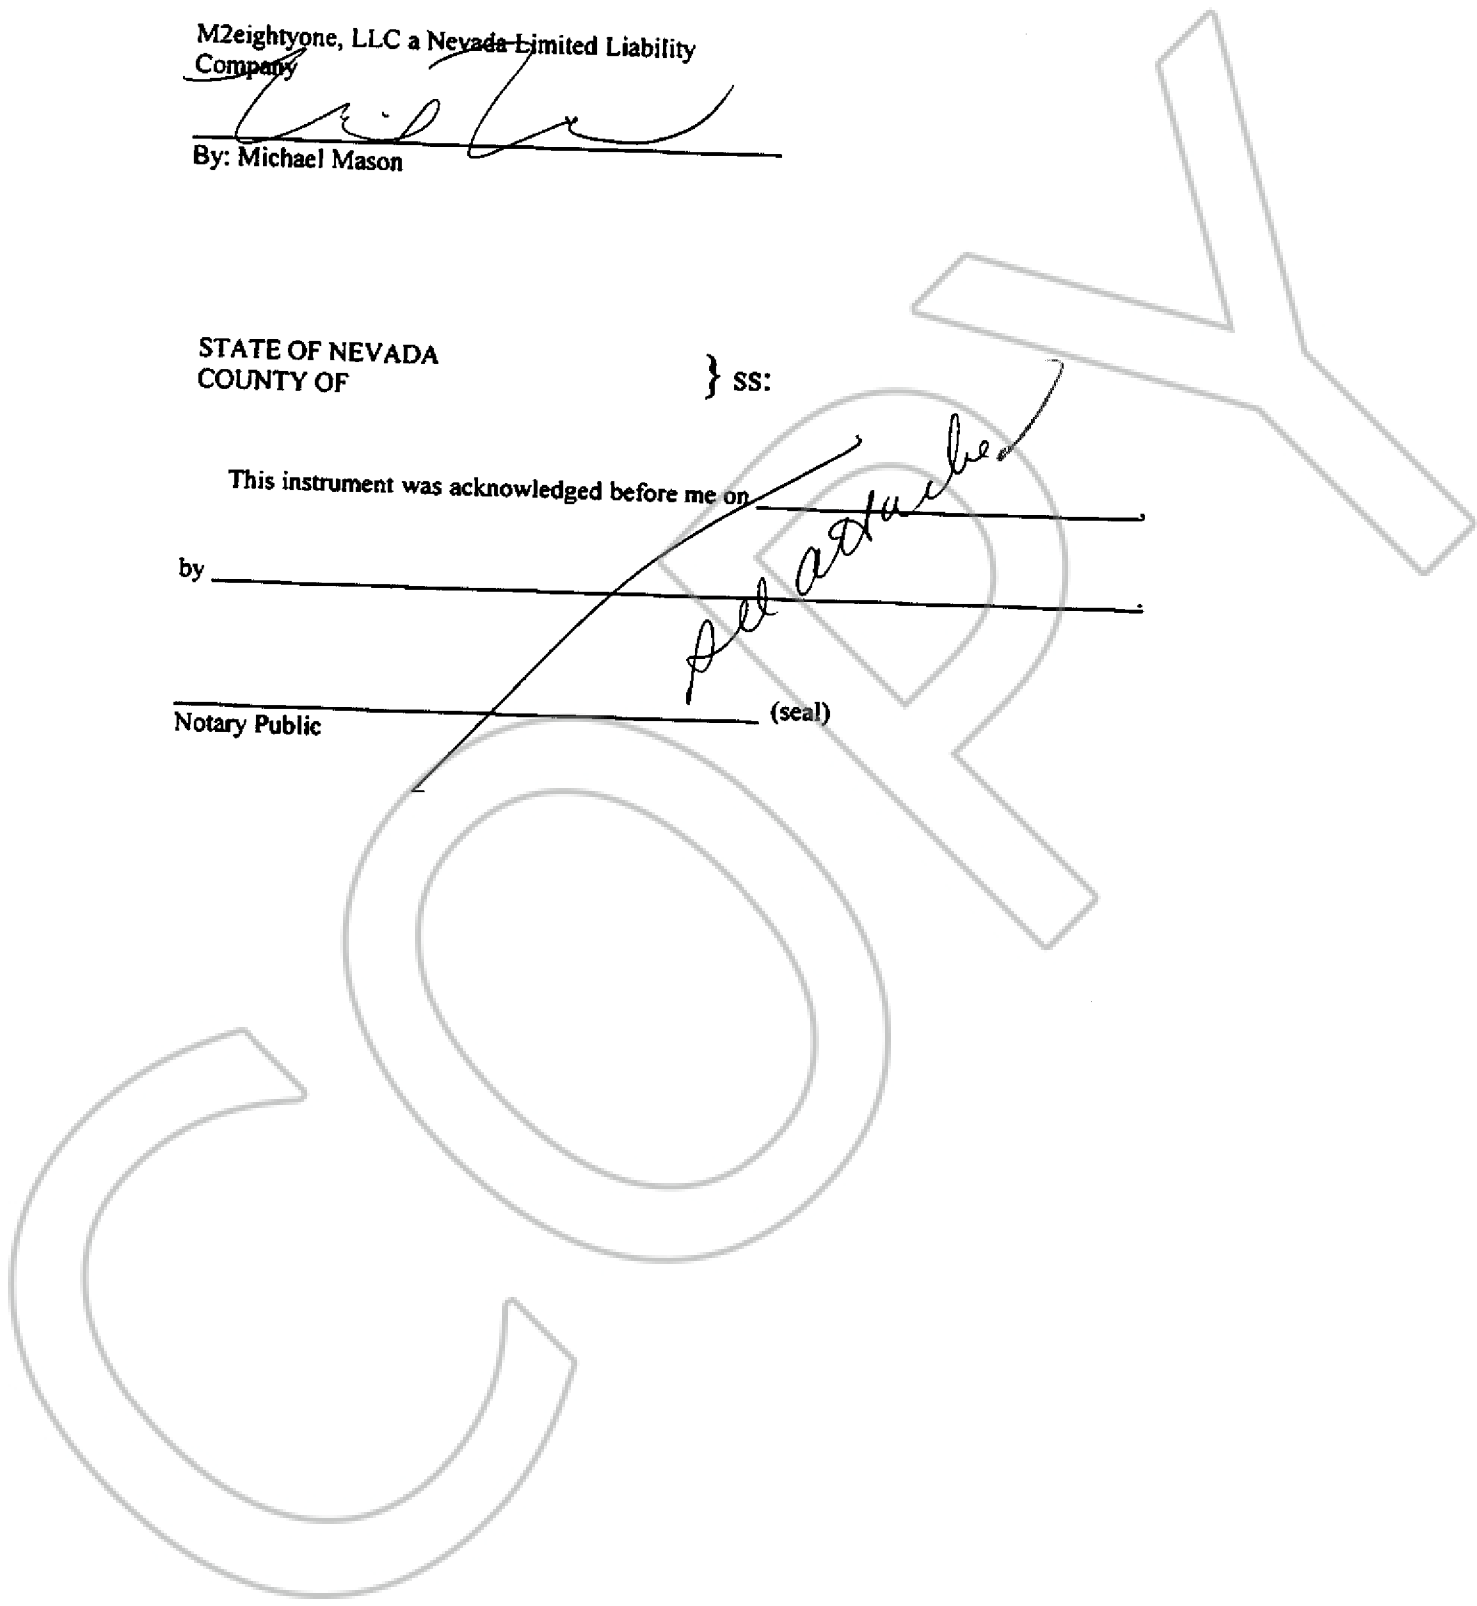 M2eightyone, LLC a Nevada Limited Liability
Company
By: Michael Mason
STATE OF NEVADA
COUNTY OF
} ss:
This instrument was acknowledged before me on ,
by .
see attached
Notary Public (seal)
COPY